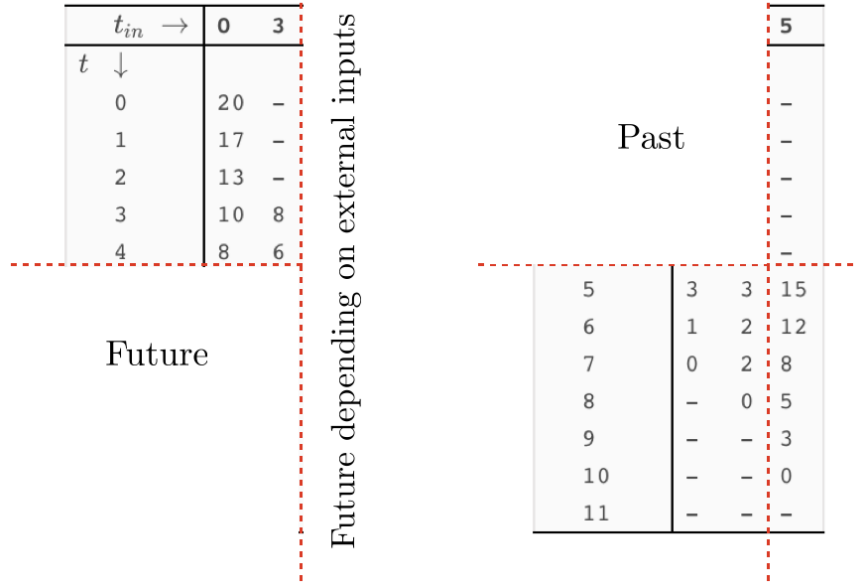 t_in → 0 3
t ↓
0 20 –
1 17 –
2 13 –
3 10 8
4 8 6
Future
Future depending on external inputs
5
Past
–
–
–
–
–
5 3 3 15
6 1 2 12
7 0 2 8
8 – 0 5
9 – – 3
10 – – 0
11 – – –